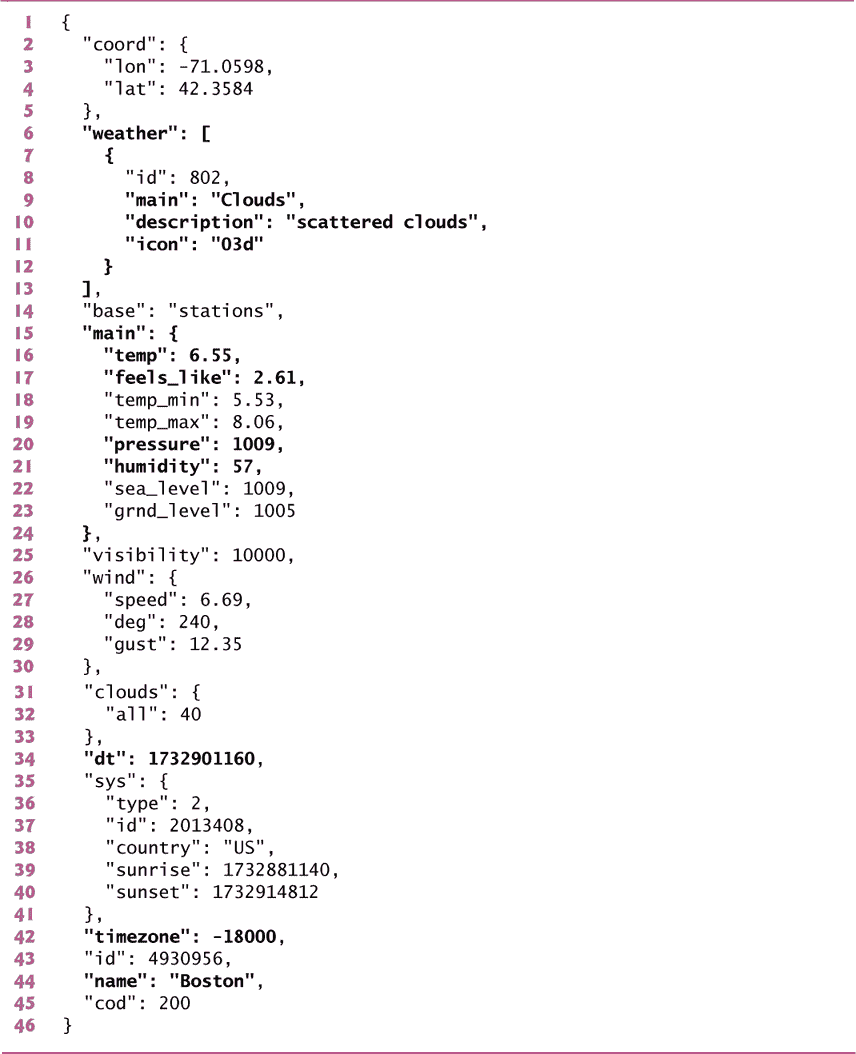 1 {
2   "coord": {
3     "lon": -71.0598,
4     "lat": 42.3584
5   },
6   "weather": [
7     {
8       "id": 802,
9       "main": "Clouds",
10       "description": "scattered clouds",
11       "icon": "03d"
12     }
13   ],
14   "base": "stations",
15   "main": {
16     "temp": 6.55,
17     "feels_like": 2.61,
18     "temp_min": 5.53,
19     "temp_max": 8.06,
20     "pressure": 1009,
21     "humidity": 57,
22     "sea_level": 1009,
23     "grnd_level": 1005
24   },
25   "visibility": 10000,
26   "wind": {
27     "speed": 6.69,
28     "deg": 240,
29     "gust": 12.35
30   },
31   "clouds": {
32     "all": 40
33   },
34   "dt": 1732901160,
35   "sys": {
36     "type": 2,
37     "id": 2013408,
38     "country": "US",
39     "sunrise": 1732881140,
40     "sunset": 1732914812
41   },
42   "timezone": -18000,
43   "id": 4930956,
44   "name": "Boston",
45   "cod": 200
46 }